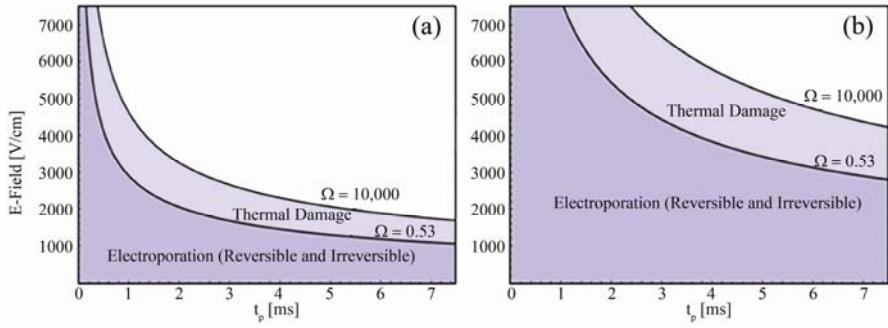 (a)
7000
6000
5000
4000
3000
2000
1000
E-Field [V/cm]
Ω = 10,000
Thermal Damage
Ω = 0.53
Electroporation (Reversible and Irreversible)
0 1 2 3 4 5 6 7
t_p [ms]
(b)
7000
6000
5000
4000
3000
2000
1000
Ω = 10,000
Thermal Damage
Ω = 0.53
Electroporation (Reversible and Irreversible)
0 1 2 3 4 5 6 7
t_p [ms]